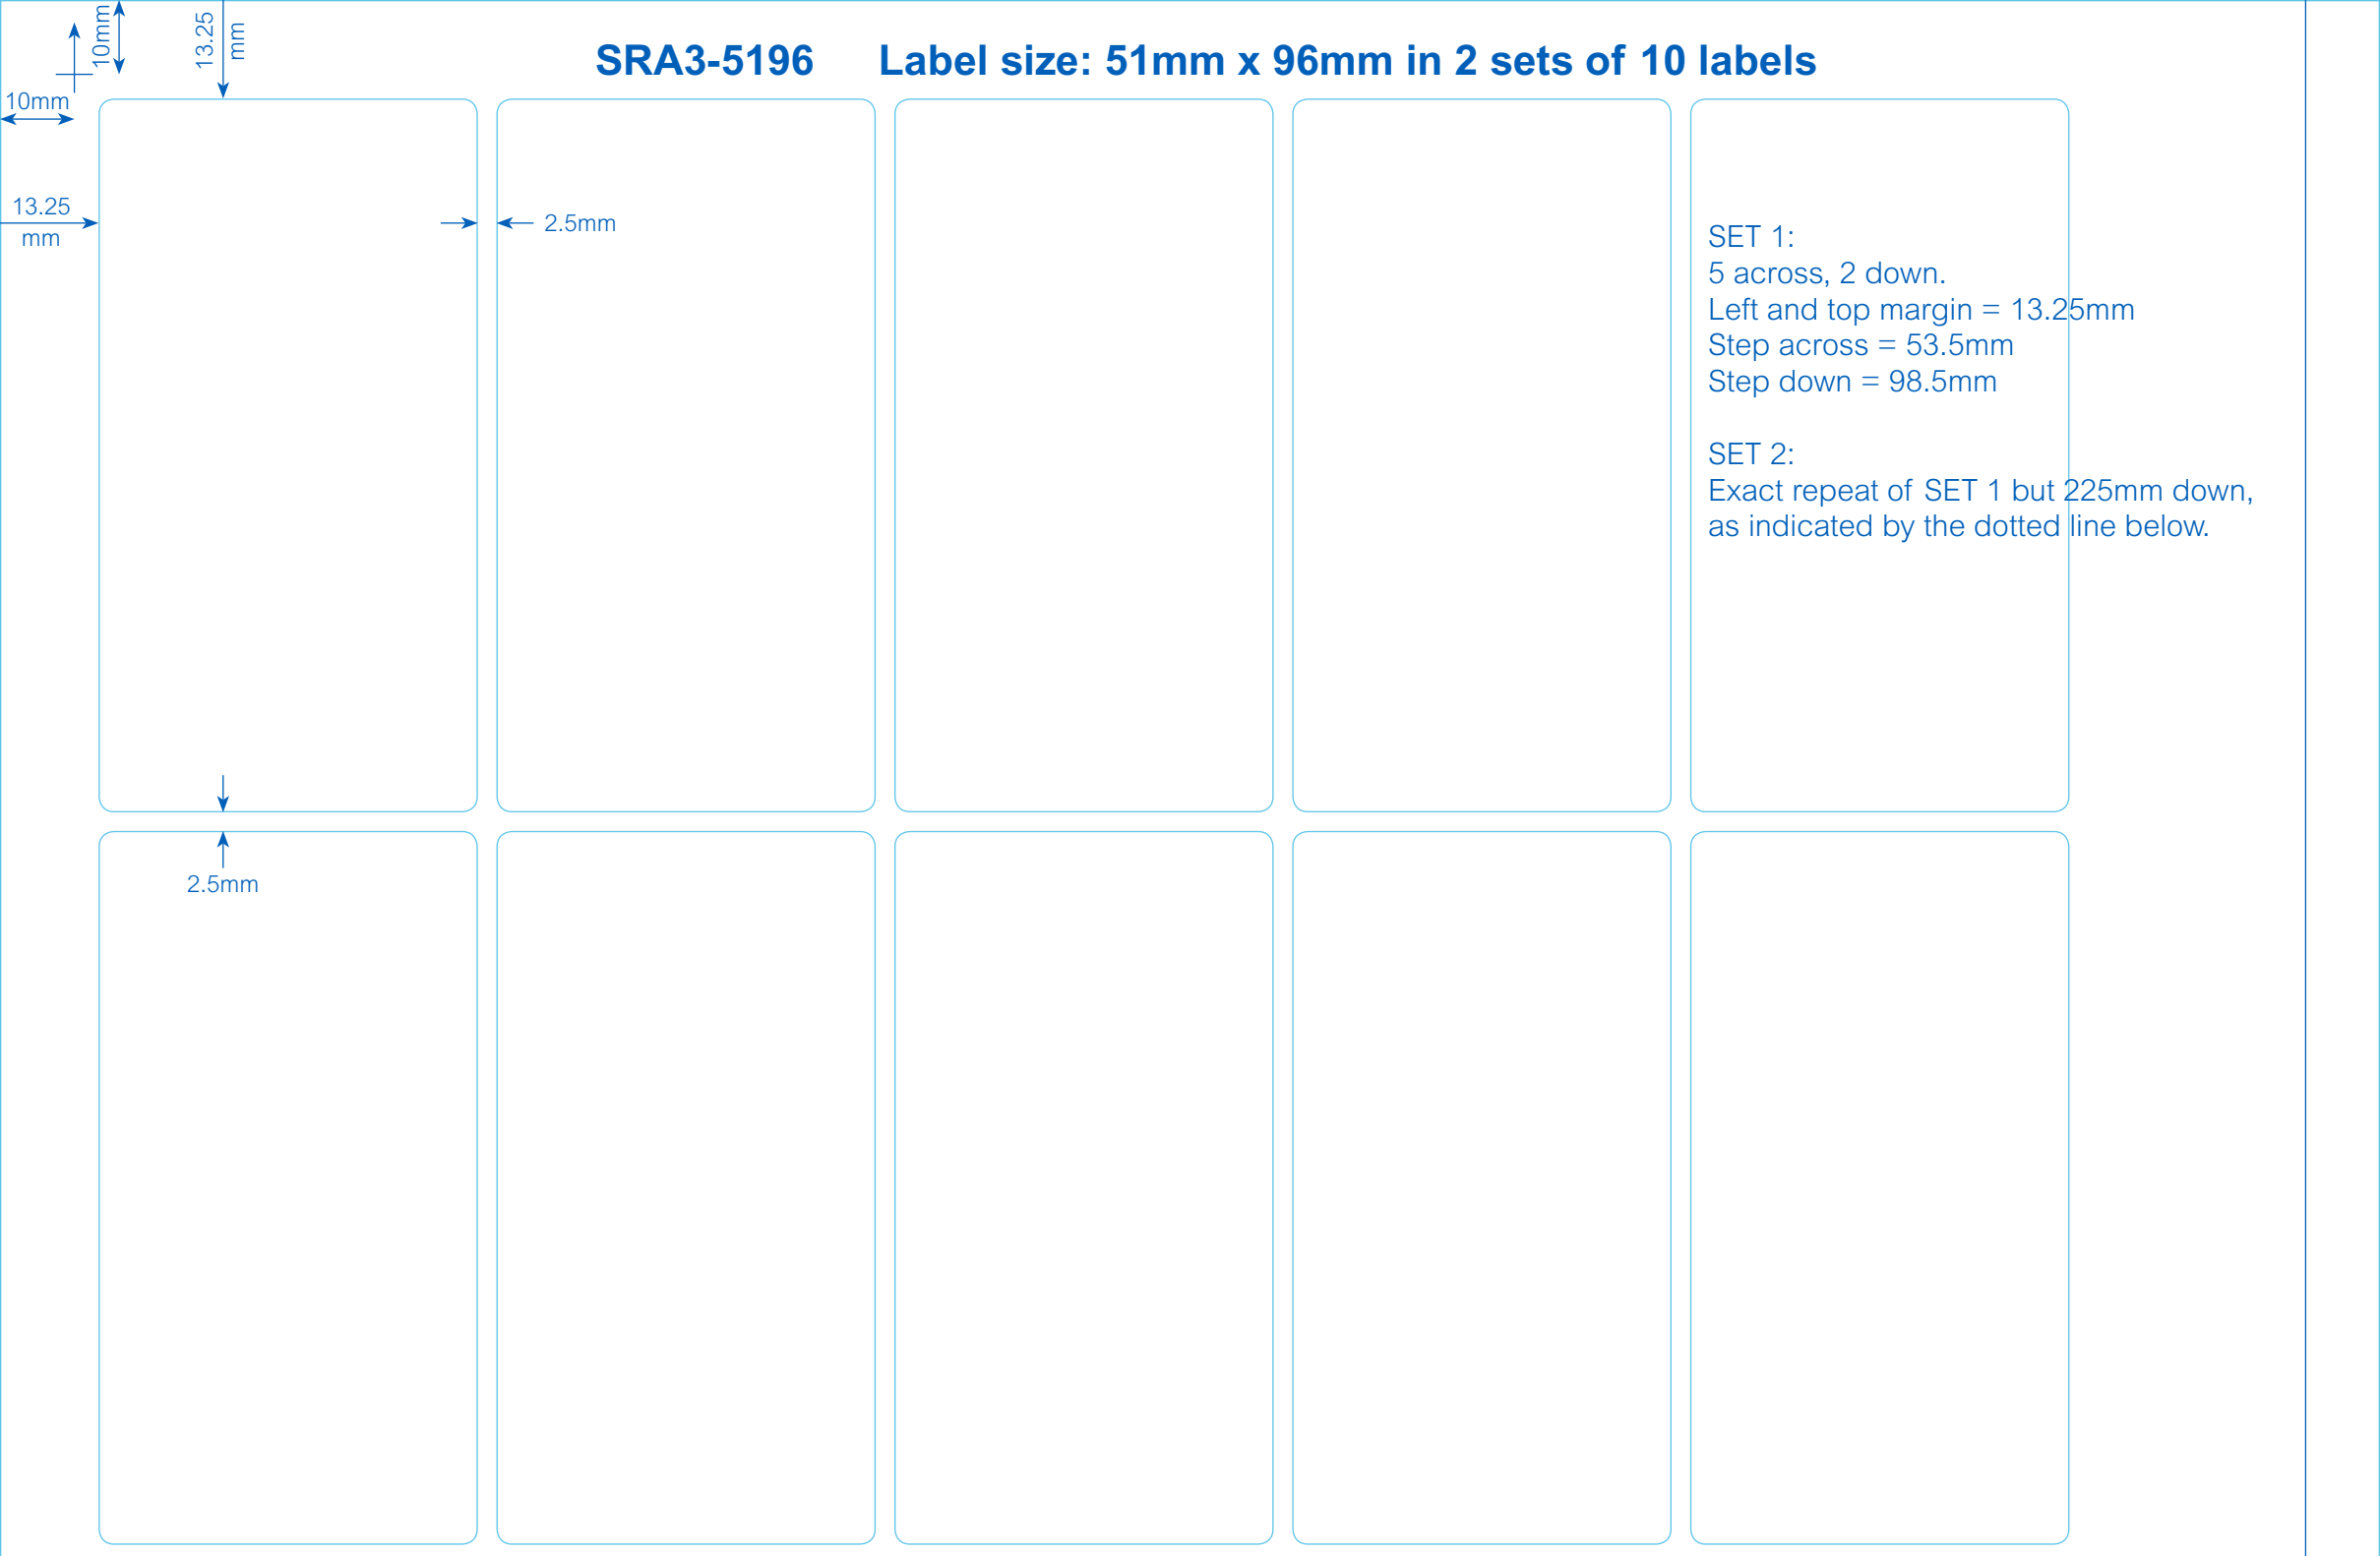 10mm
13.25
mm
SRA3-5196 Label size: 51mm x 96mm in 2 sets of 10 labels
10mm
13.25
mm
2.5mm
SET 1:
5 across, 2 down.
Left and top margin = 13.25mm
Step across = 53.5mm
Step down = 98.5mm
SET 2:
Exact repeat of SET 1 but 225mm down,
as indicated by the dotted line below.
2.5mm